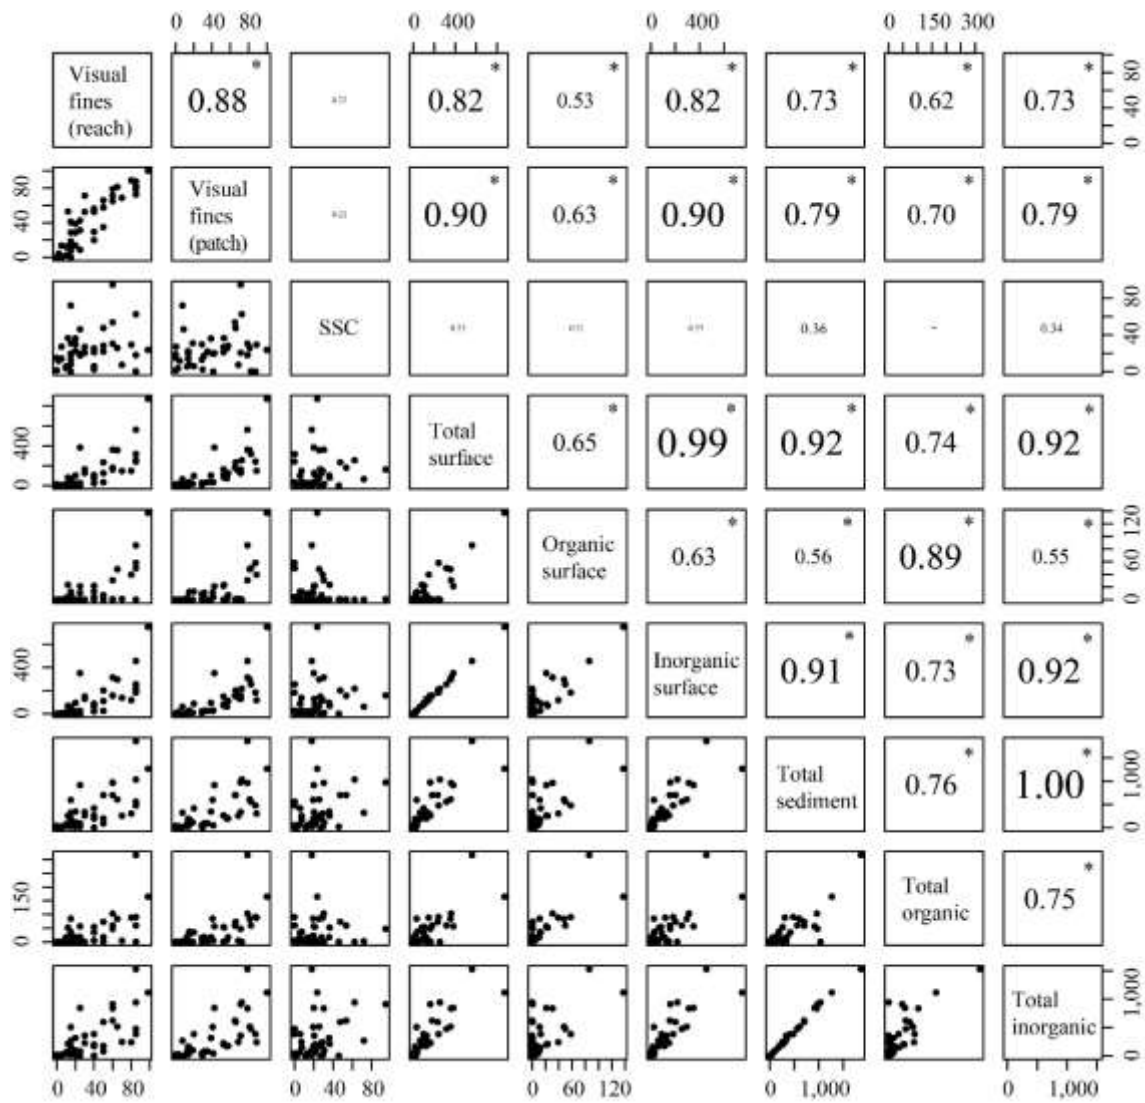 0 40 80 0 400 0 400 0 150 300
Visual
fines
(reach)
* * * * * * *
0.88 0.82 0.53 0.82 0.73 0.62 0.73
0 40 80
0 40 80
Visual
fines
(patch)
* * * * * *
0.90 0.63 0.90 0.79 0.70 0.79
SSC 0.36 - 0.34
0 40 80
0 400
Total
surface
* * * * *
0.65 0.99 0.92 0.74 0.92
Organic
surface
* * * *
0.63 0.56 0.89 0.55
0 60 120
0 400
Inorganic
surface
* * *
0.91 0.73 0.92
Total
sediment
* *
0.76 1.00
0 1,000
0 150
Total
organic
*
0.75
Total
inorganic
0 1,000
0 40 80 0 40 80 0 60 120 0 1,000 0 1,000